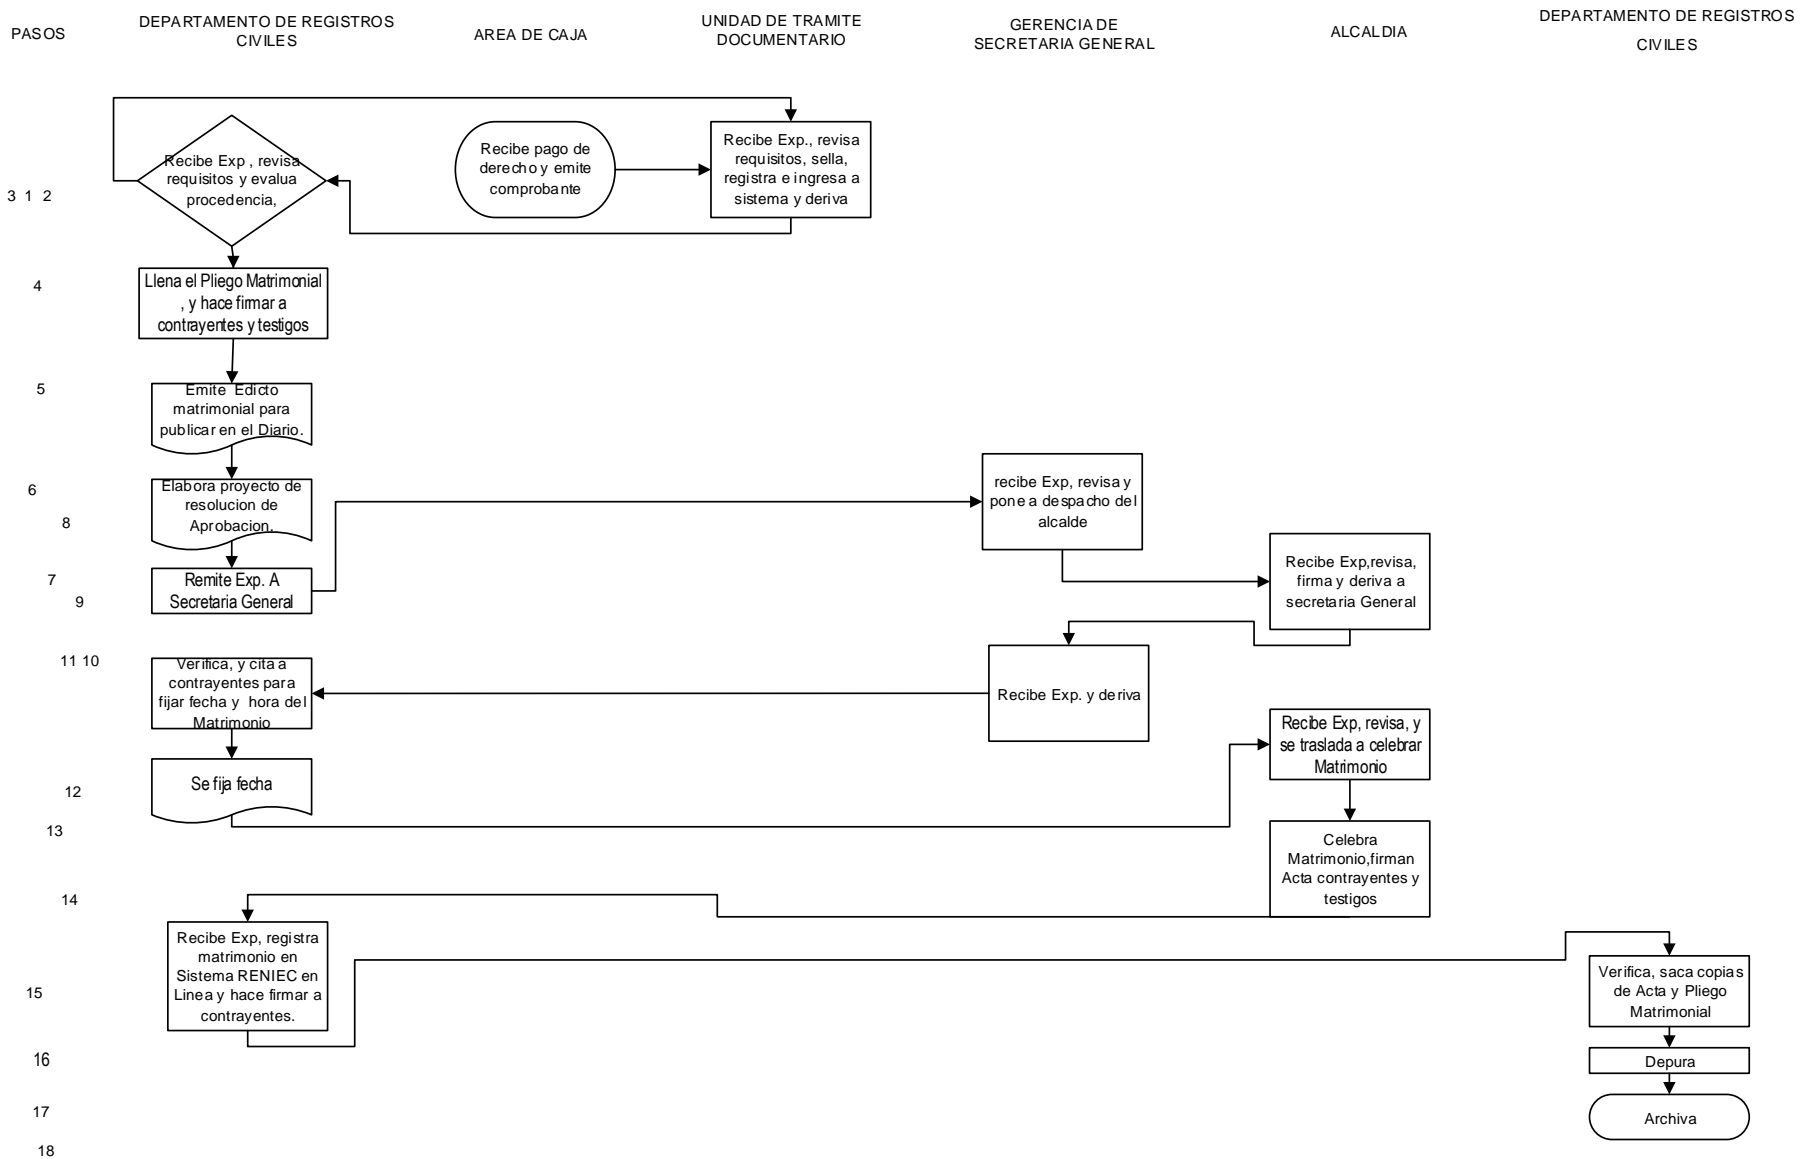 PASOS
DEPARTAMENTO DE REGISTROS
CIVILES
AREA DE CAJA
UNIDAD DE TRAMITE
DOCUMENTARIO
GERENCIA DE
SECRETARIA GENERAL
ALCALDIA
DEPARTAMENTO DE REGISTROS
CIVILES
3 1 2
Recibe Exp , revisa
requisitos y evalua
procedencia,
Recibe pago de
derecho y emite
comprobante
Recibe Exp., revisa
requisitos, sella,
registra e ingresa a
sistema y deriva
4
Llena el Pliego Matrimonial
, y hace firmar a
contrayentes y testigos
5
Emite Edicto
matrimonial para
publicar en el Diario.
6
8
Elabora proyecto de
resolucion de
Aprobacion.
recibe Exp, revisa y
pone a despacho del
alcalde
7
9
Remite Exp. A
Secretaria General
Recibe Exp,revisa,
firma y deriva a
secretaria General
11 10
Verifica, y cita a
contrayentes para
fijar fecha y hora del
Matrimonio
Recibe Exp. y deriva
Recibe Exp, revisa, y
se traslada a celebrar
Matrimonio
12
Se fija fecha
13
Celebra
Matrimonio,firman
Acta contrayentes y
testigos
14
Recibe Exp, registra
matrimonio en
Sistema RENIEC en
Linea y hace firmar a
contrayentes.
15
Verifica, saca copias
de Acta y Pliego
Matrimonial
16
Depura
17
Archiva
18